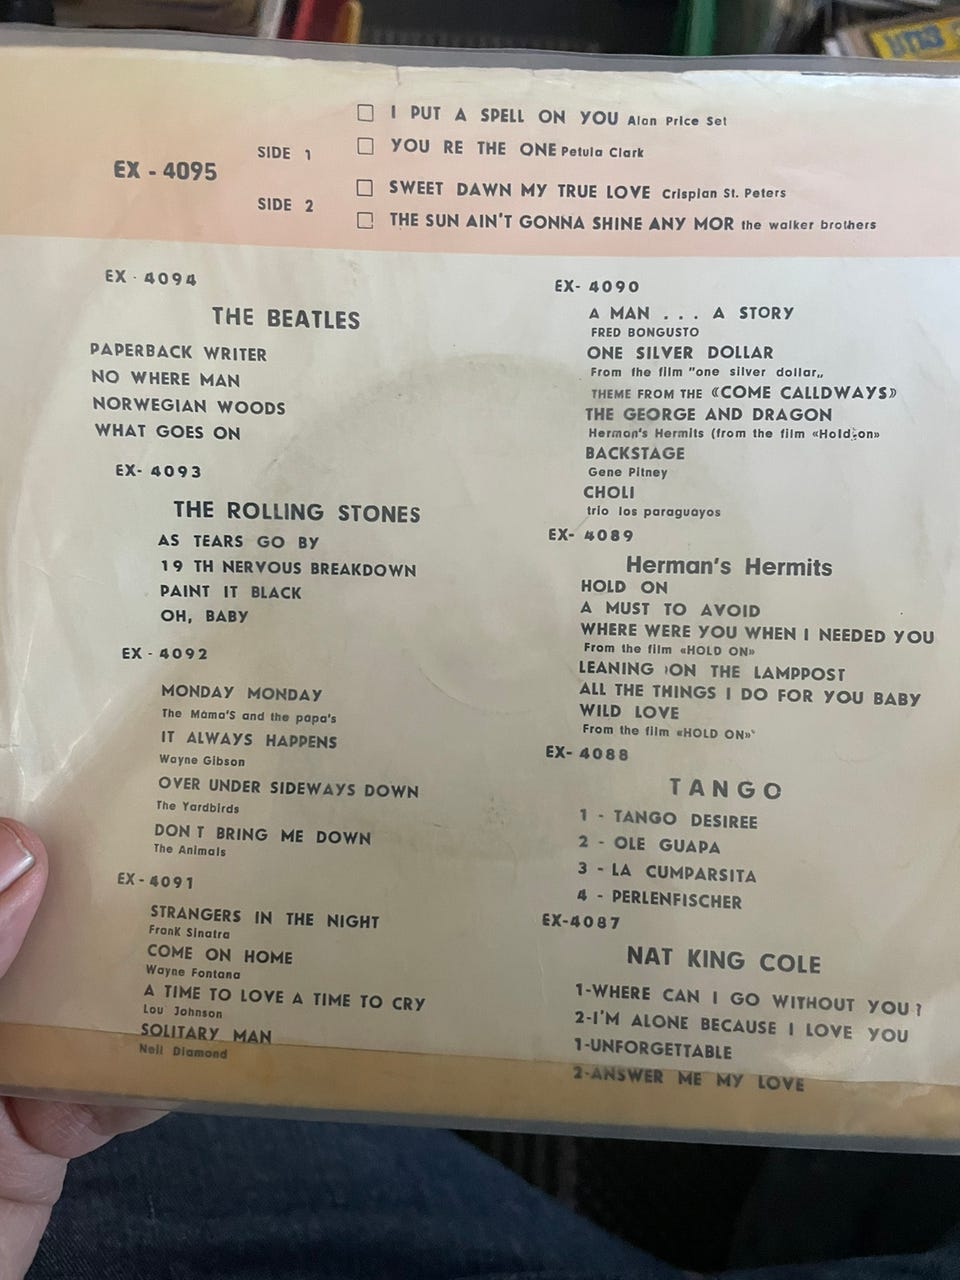 EX - 4095
SIDE 1
☐ I PUT A SPELL ON YOU Alan Price Set
☐ YOU RE THE ONE Petula Clark
SIDE 2
☐ SWEET DAWN MY TRUE LOVE Crispian St. Peters
☐ THE SUN AIN'T GONNA SHINE ANY MOR the walker brothers
EX - 4094
THE BEATLES
PAPERBACK WRITER
NO WHERE MAN
NORWEGIAN WOODS
WHAT GOES ON
EX- 4093
THE ROLLING STONES
AS TEARS GO BY
19 TH NERVOUS BREAKDOWN
PAINT IT BLACK
OH, BABY
EX - 4092
MONDAY MONDAY
The Mama'S and the papa's
IT ALWAYS HAPPENS
Wayne Gibson
OVER UNDER SIDEWAYS DOWN
The Yardbirds
DON T BRING ME DOWN
The Animals
EX - 4091
STRANGERS IN THE NIGHT
Frank Sinatra
COME ON HOME
Wayne Fontana
A TIME TO LOVE A TIME TO CRY
Lou Johnson
SOLITARY MAN
Neil Diamond
EX- 4090
A MAN . . . A STORY
FRED BONGUSTO
ONE SILVER DOLLAR
From the film "one silver dollar„
THEME FROM THE «COME CALLDWAYS»
THE GEORGE AND DRAGON
Herman's Hermits (from the film «Hold on»
BACKSTAGE
Gene Pitney
CHOLI
trio los paraguayos
EX- 4089
Herman's Hermits
HOLD ON
A MUST TO AVOID
WHERE WERE YOU WHEN I NEEDED YOU
From the film «HOLD ON»
LEANING ON THE LAMPPOST
ALL THE THINGS I DO FOR YOU BABY
WILD LOVE
From the film «HOLD ON»
EX- 4088
TANGO
1 - TANGO DESIREE
2 - OLE GUAPA
3 - LA CUMPARSITA
4 - PERLENFISCHER
EX-4087
NAT KING COLE
1-WHERE CAN I GO WITHOUT YOU?
2-I'M ALONE BECAUSE I LOVE YOU
1-UNFORGETTABLE
2-ANSWER ME MY LOVE